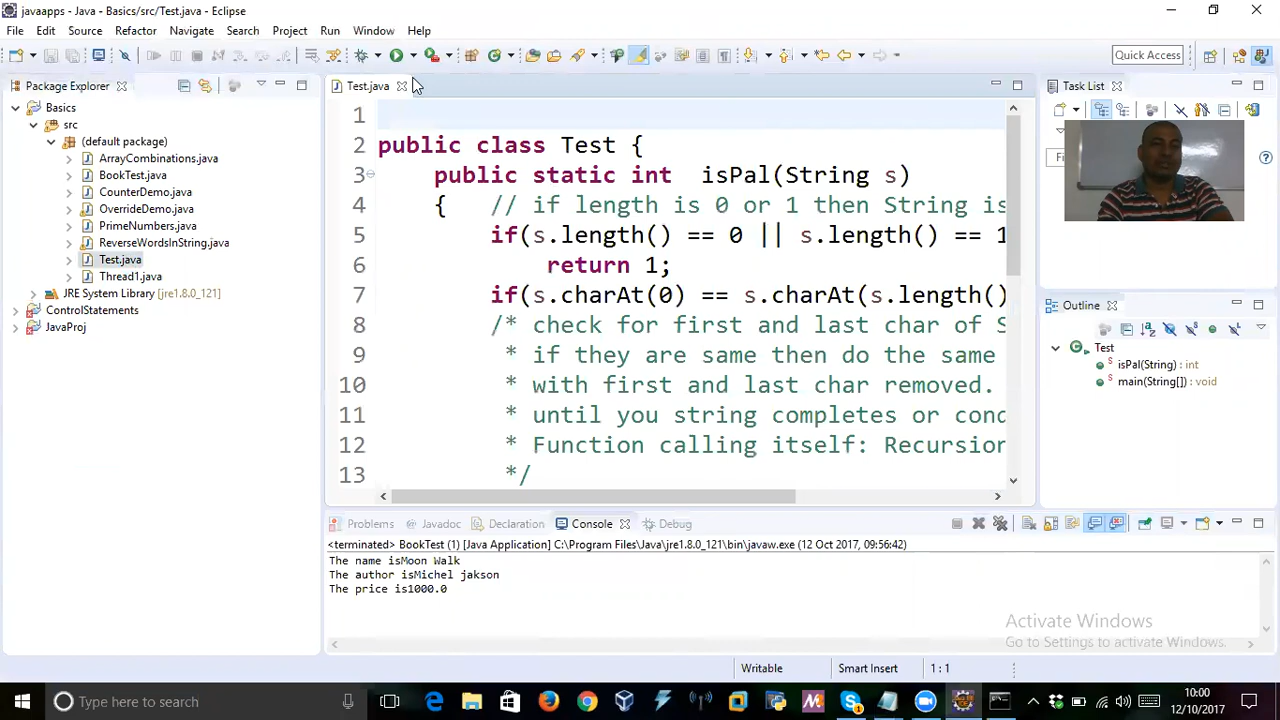 javaapps - Java - Basics/src/Test.java - Eclipse
File Edit Source Refactor Navigate Search Project Run Window Help
Quick Access
Package Explorer
Basics
src
(default package)
ArrayCombinations.java
BookTest.java
CounterDemo.java
OverrideDemo.java
PrimeNumbers.java
ReverseWordsInString.java
Test.java
Thread1.java
JRE System Library [jre1.8.0_121]
ControlStatements
JavaProj
Test.java
1
2 public class Test {
3 public static int isPal(String s)
4 { // if length is 0 or 1 then String is
5 if(s.length() == 0 || s.length() == 1
6 return 1;
7 if(s.charAt(0) == s.charAt(s.length()
8 /* check for first and last char of S
9 * if they are same then do the same
10 * with first and last char removed.
11 * until you string completes or cond
12 * Function calling itself: Recursion
13 */
Task List
Fi
Outline
Test
isPal(String) : int
main(String[]) : void
Problems Javadoc Declaration Console Debug
<terminated> BookTest (1) [Java Application] C:\Program Files\Java\jre1.8.0_121\bin\javaw.exe (12 Oct 2017, 09:56:42)
The name isMoon Walk
The author isMichel jakson
The price is1000.0
Activate Windows
Go to Settings to activate Windows.
Writable Smart Insert 1 : 1
Type here to search
10:00
12/10/2017